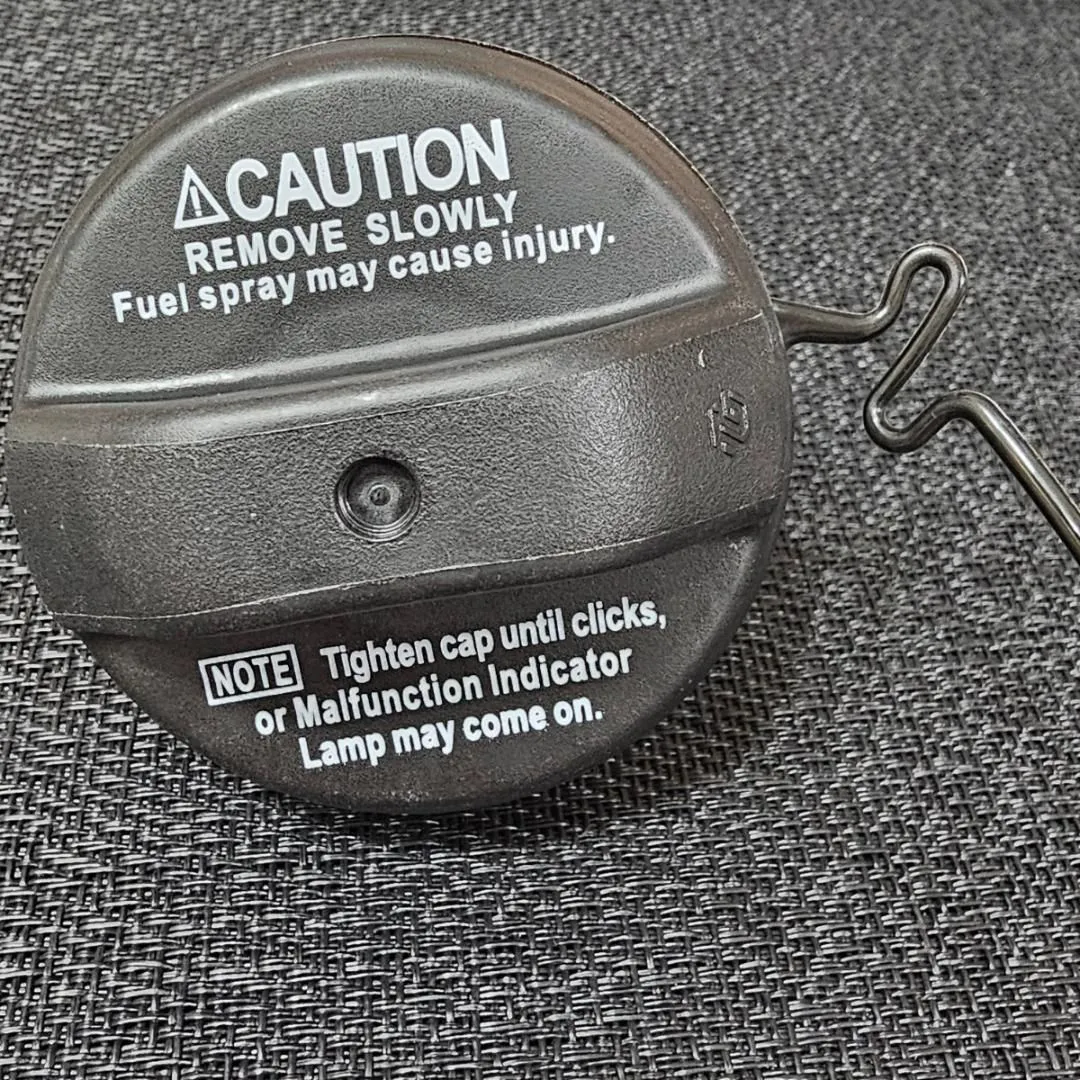 CAUTION
REMOVE SLOWLY
Fuel spray may cause injury.
NOTE Tighten cap until clicks,
or Malfunction Indicator
Lamp may come on.